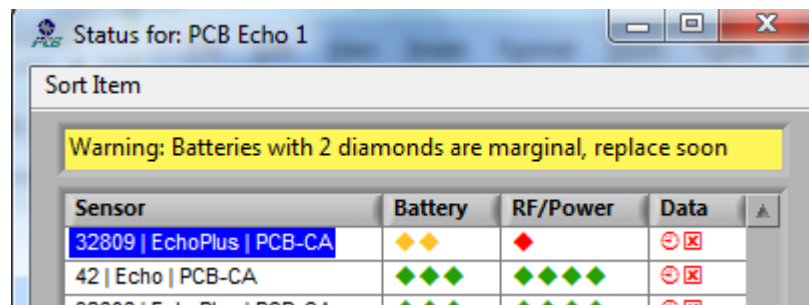 Status for: PCB Echo 1
Sort Item
Warning: Batteries with 2 diamonds are marginal, replace soon
Sensor Battery RF/Power Data
32809 | EchoPlus | PCB-CA
42 | Echo | PCB-CA